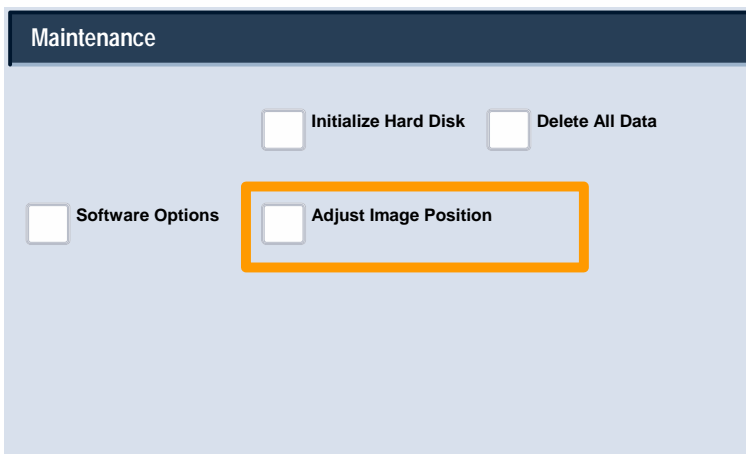 Maintenance
Initialize Hard Disk Delete All Data
Software Options Adjust Image Position